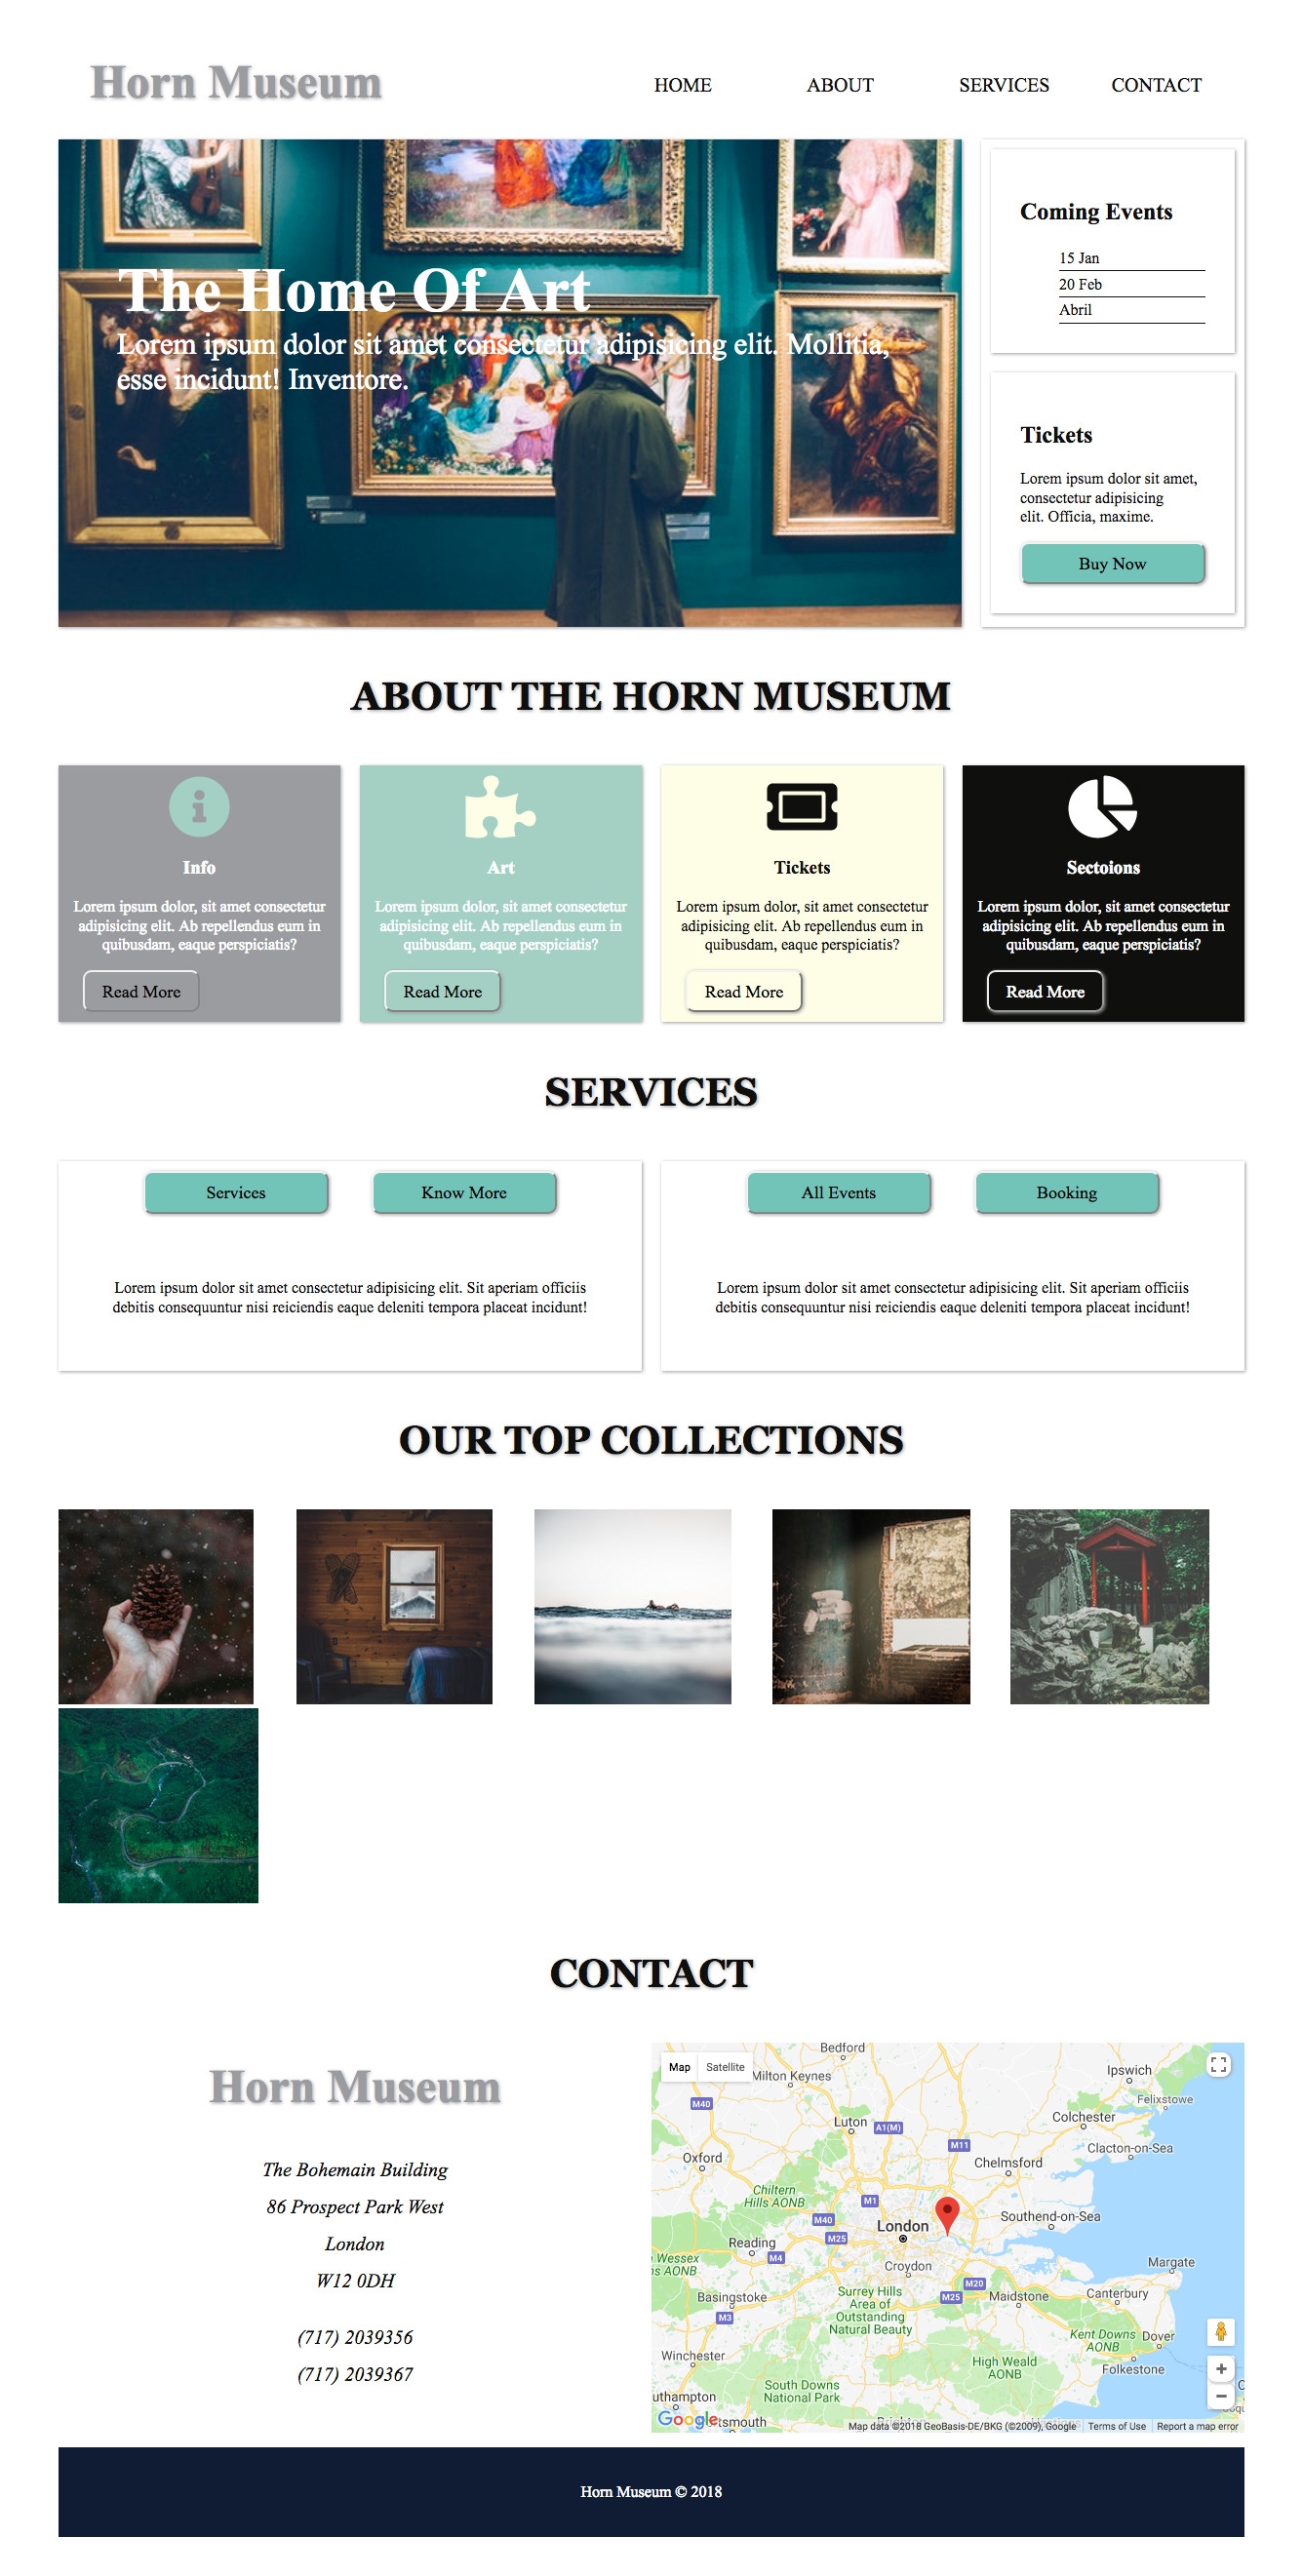 Horn Museum
HOME ABOUT SERVICES CONTACT
The Home Of Art
Lorem ipsum dolor sit amet consectetur adipisicing elit. Mollitia,
esse incidunt! Inventore.
Coming Events
15 Jan
20 Feb
Abril
Tickets
Lorem ipsum dolor sit amet,
consectetur adipisicing
elit. Officia, maxime.
Buy Now
ABOUT THE HORN MUSEUM
Info
Lorem ipsum dolor, sit amet consectetur
adipisicing elit. Ab repellendus eum in
quibusdam, eaque perspiciatis?
Read More
Art
Lorem ipsum dolor, sit amet consectetur
adipisicing elit. Ab repellendus eum in
quibusdam, eaque perspiciatis?
Read More
Tickets
Lorem ipsum dolor, sit amet consectetur
adipisicing elit. Ab repellendus eum in
quibusdam, eaque perspiciatis?
Read More
Sectoions
Lorem ipsum dolor, sit amet consectetur
adipisicing elit. Ab repellendus eum in
quibusdam, eaque perspiciatis?
Read More
SERVICES
Services Know More
Lorem ipsum dolor sit amet consectetur adipisicing elit. Sit aperiam officiis
debitis consequuntur nisi reiciendis eaque deleniti tempora placeat incidunt!
All Events Booking
Lorem ipsum dolor sit amet consectetur adipisicing elit. Sit aperiam officiis
debitis consequuntur nisi reiciendis eaque deleniti tempora placeat incidunt!
OUR TOP COLLECTIONS
CONTACT
Horn Museum
The Bohemain Building
86 Prospect Park West
London
W12 0DH
(717) 2039356
(717) 2039367
Map Satellite
Bedford
Milton Keynes
Ipswich
M40
Felixstowe
Luton
A1(M)
Colchester
M11
Clacton-on-Sea
Oxford
Chelmsford
Chiltern
Hills AONB
M1
M40
London
Southend-on-Sea
M25
Reading
M4
Wessex
Croydon
Margate
M20
Basingstoke
Surrey Hills
Area of
Outstanding
Natural Beauty
M25
Maidstone
Canterbury
M3
Kent Downs
AONB
Dover
Winchester
High Weald
AONB
Folkestone
South Downs
National Park
uthampton
Google
tsmouth
Map data ©2018 GeoBasis-DE/BKG (©2009), Google Terms of Use Report a map error
Horn Museum © 2018